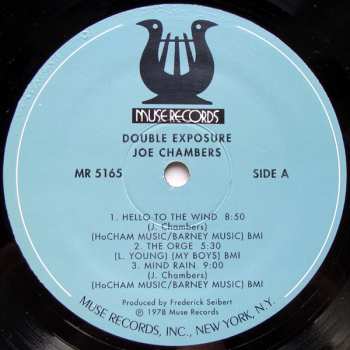 MUSE RECORDS
DOUBLE EXPOSURE
JOE CHAMBERS
MR 5165 SIDE A
1. HELLO TO THE WIND 8:50
(J. Chambers)
(HoCHAM MUSIC/BARNEY MUSIC) BMI
2. THE ORGE 5:30
(L. YOUNG) (MY BOYS) BMI
3. MIND RAIN 9:00
(J. Chambers)
(HoCHAM MUSIC/BARNEY MUSIC) BMI
Produced by Frederick Seibert
℗ 1978 Muse Records
MUSE RECORDS, INC., NEW YORK, N.Y.